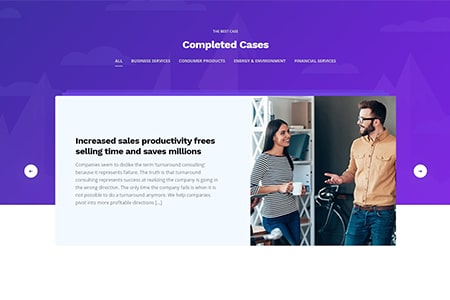 THE BEST CASE
Completed Cases
ALL BUSINESS SERVICES CONSUMER PRODUCTS ENERGY & ENVIRONMENT FINANCIAL SERVICES
Increased sales productivity frees
selling time and saves millions
Companies seem to dislike the term 'turnaround consulting'
because it represents failure. The truth is that turnaround
consulting represents success at realizing the company is going in
the wrong direction. The only time the company fails is when it is
not possible to do a turnaround anymore. We help companies
pivot into more profitable directions [...]